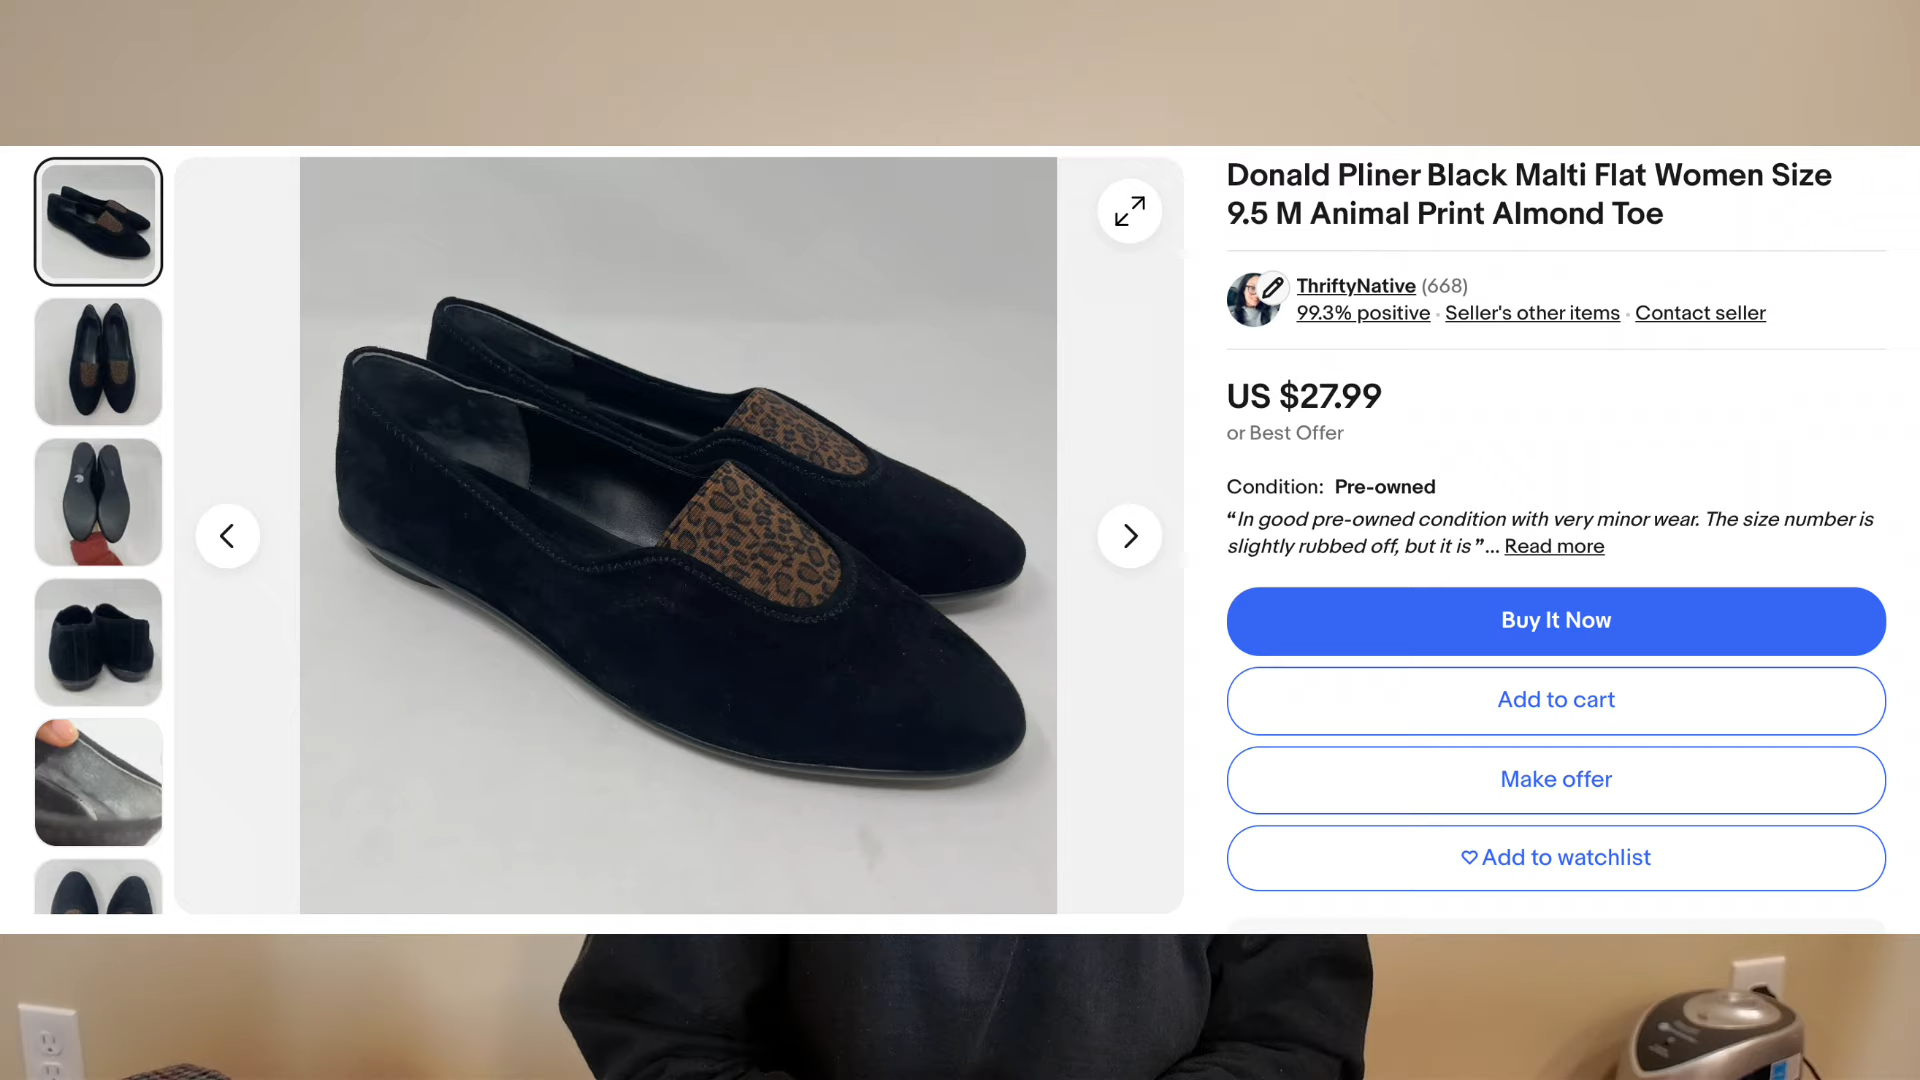 Donald Pliner Black Malti Flat Women Size
9.5 M Animal Print Almond Toe
ThriftyNative (668)
99.3% positive · Seller's other items · Contact seller
US $27.99
or Best Offer
Condition: Pre-owned
“In good pre-owned condition with very minor wear. The size number is
slightly rubbed off, but it is ”... Read more
Buy It Now
Add to cart
Make offer
Add to watchlist